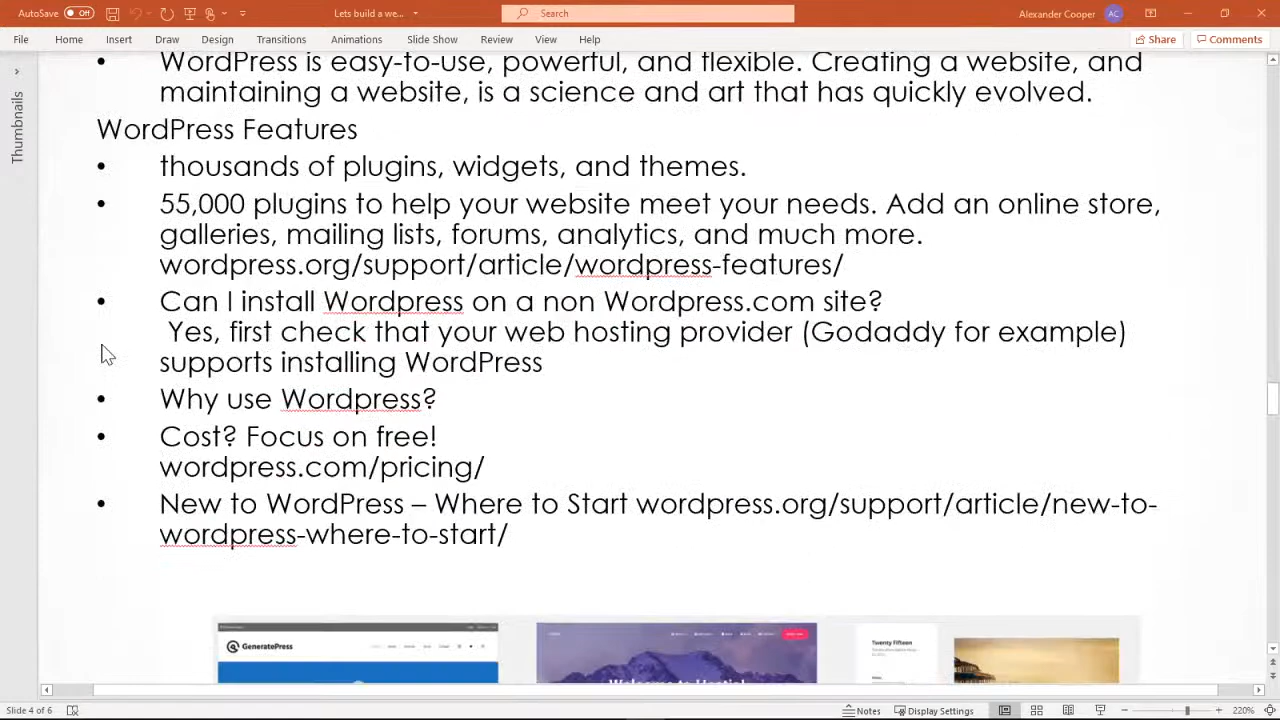 AutoSave Off
Lets build a we...
Search
Alexander Cooper AC
File Home Insert Draw Design Transitions Animations Slide Show Review View Help Share Comments
Thumbnails
• WordPress is easy-to-use, powerful, and flexible. Creating a website, and
maintaining a website, is a science and art that has quickly evolved.
WordPress Features
• thousands of plugins, widgets, and themes.
• 55,000 plugins to help your website meet your needs. Add an online store,
galleries, mailing lists, forums, analytics, and much more.
wordpress.org/support/article/wordpress-features/
• Can I install Wordpress on a non Wordpress.com site?
Yes, first check that your web hosting provider (Godaddy for example)
supports installing WordPress
• Why use Wordpress?
• Cost? Focus on free!
wordpress.com/pricing/
• New to WordPress – Where to Start wordpress.org/support/article/new-to-
wordpress-where-to-start/
GeneratePress
Twenty Fifteen
Slide 4 of 6
Notes Display Settings 220%